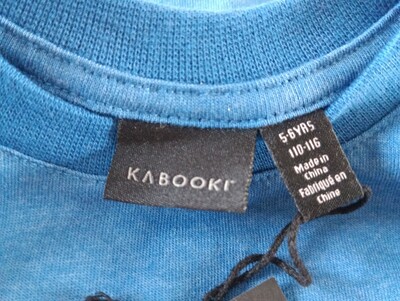 KABOOKI
5-6YRS
110-116
Made in
China
Fabriqué en
Chine